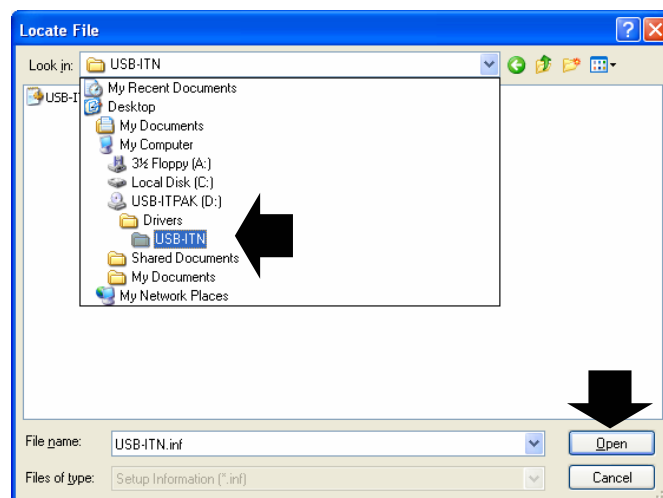 Locate File
Look in: USB-ITN
USB-I
My Recent Documents
Desktop
My Documents
My Computer
3½ Floppy (A:)
Local Disk (C:)
USB-ITPAK (D:)
Drivers
USB-ITN
Shared Documents
My Documents
My Network Places
File name: USB-ITN.inf
Open
Files of type: Setup Information (*.inf)
Cancel